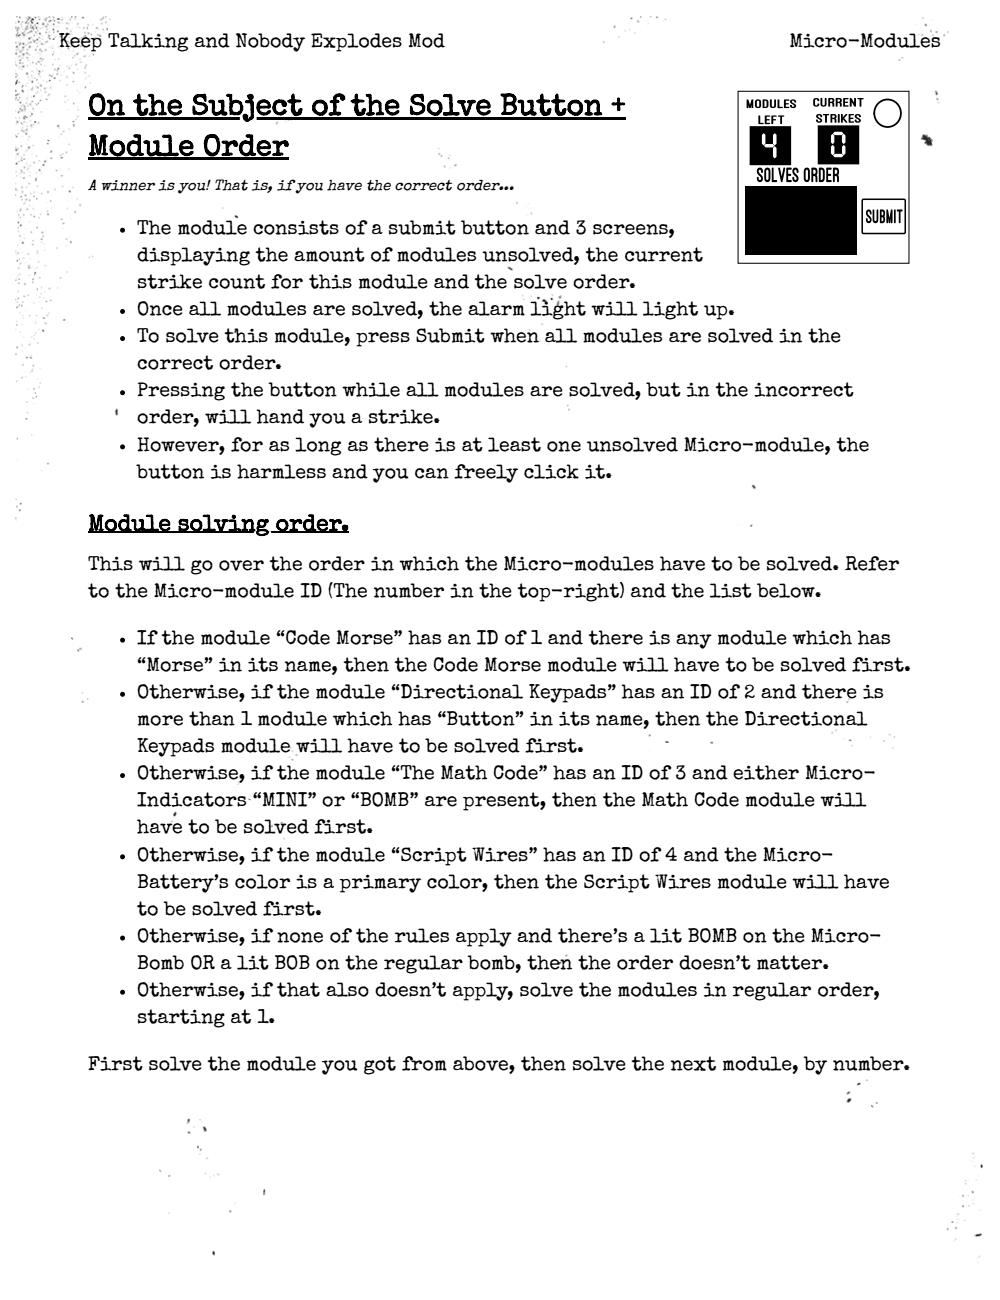 Keep Talking and Nobody Explodes Mod
Micro-Modules
On the Subject of the Solve Button +
Module Order
A winner is you! That is, if you have the correct order...
MODULES LEFT
CURRENT STRIKES
4
0
SOLVES ORDER
SUBMIT
• The module consists of a submit button and 3 screens,
displaying the amount of modules unsolved, the current
strike count for this module and the solve order.
• Once all modules are solved, the alarm light will light up.
• To solve this module, press Submit when all modules are solved in the
correct order.
• Pressing the button while all modules are solved, but in the incorrect
order, will hand you a strike.
• However, for as long as there is at least one unsolved Micro-module, the
button is harmless and you can freely click it.
Module solving order.
This will go over the order in which the Micro-modules have to be solved. Refer
to the Micro-module ID (The number in the top-right) and the list below.
• If the module “Code Morse” has an ID of 1 and there is any module which has
“Morse” in its name, then the Code Morse module will have to be solved first.
• Otherwise, if the module “Directional Keypads” has an ID of 2 and there is
more than 1 module which has “Button” in its name, then the Directional
Keypads module will have to be solved first.
• Otherwise, if the module “The Math Code” has an ID of 3 and either Micro-
Indicators “MINI” or “BOMB” are present, then the Math Code module will
have to be solved first.
• Otherwise, if the module “Script Wires” has an ID of 4 and the Micro-
Battery’s color is a primary color, then the Script Wires module will have
to be solved first.
• Otherwise, if none of the rules apply and there’s a lit BOMB on the Micro-
Bomb OR a lit BOB on the regular bomb, then the order doesn’t matter.
• Otherwise, if that also doesn’t apply, solve the modules in regular order,
starting at 1.
First solve the module you got from above, then solve the next module, by number.